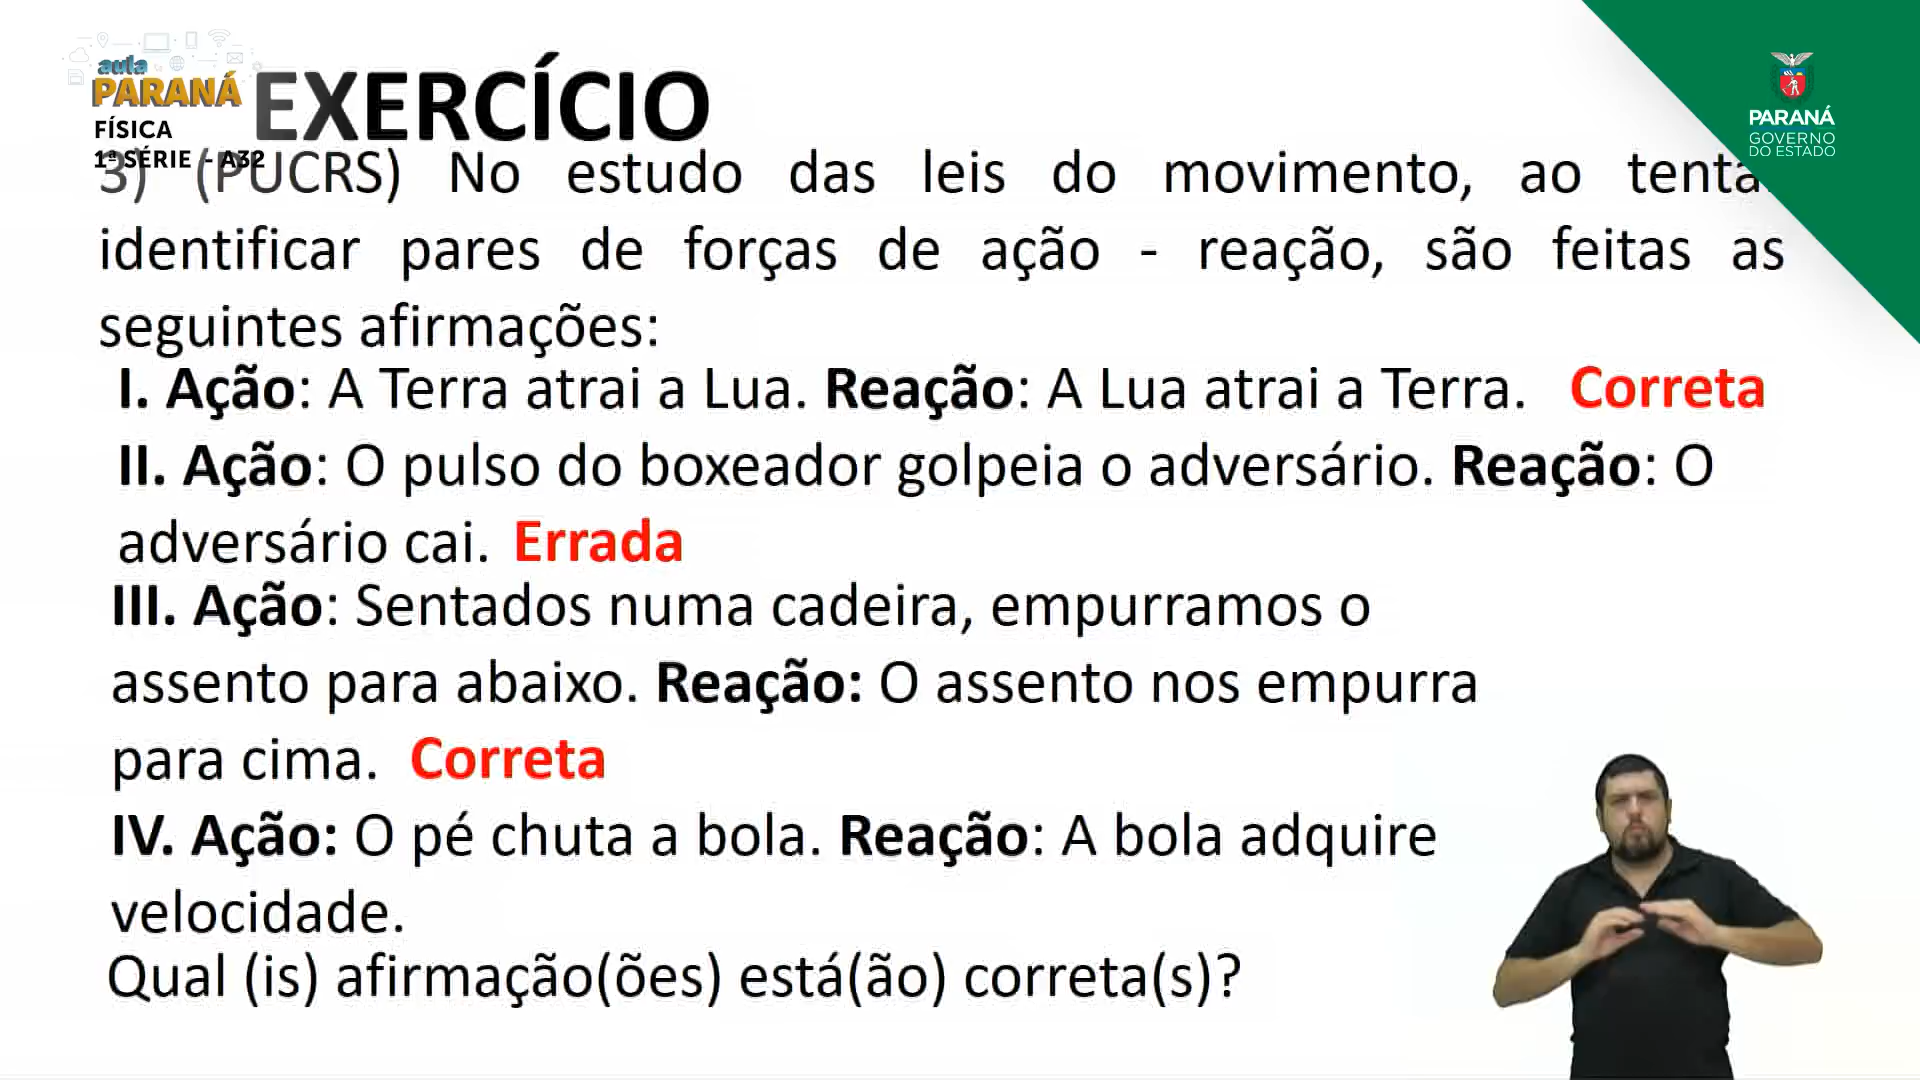 aula
PARANÁ
FÍSICA
1ª SÉRIE - A32
EXERCÍCIO
PARANÁ
GOVERNO
DO ESTADO
3) (PUCRS) No estudo das leis do movimento, ao tenta
identificar pares de forças de ação - reação, são feitas as
seguintes afirmações:
I. Ação: A Terra atrai a Lua. Reação: A Lua atrai a Terra. Correta
II. Ação: O pulso do boxeador golpeia o adversário. Reação: O
adversário cai. Errada
III. Ação: Sentados numa cadeira, empurramos o
assento para abaixo. Reação: O assento nos empurra
para cima. Correta
IV. Ação: O pé chuta a bola. Reação: A bola adquire
velocidade.
Qual (is) afirmação(ões) está(ão) correta(s)?